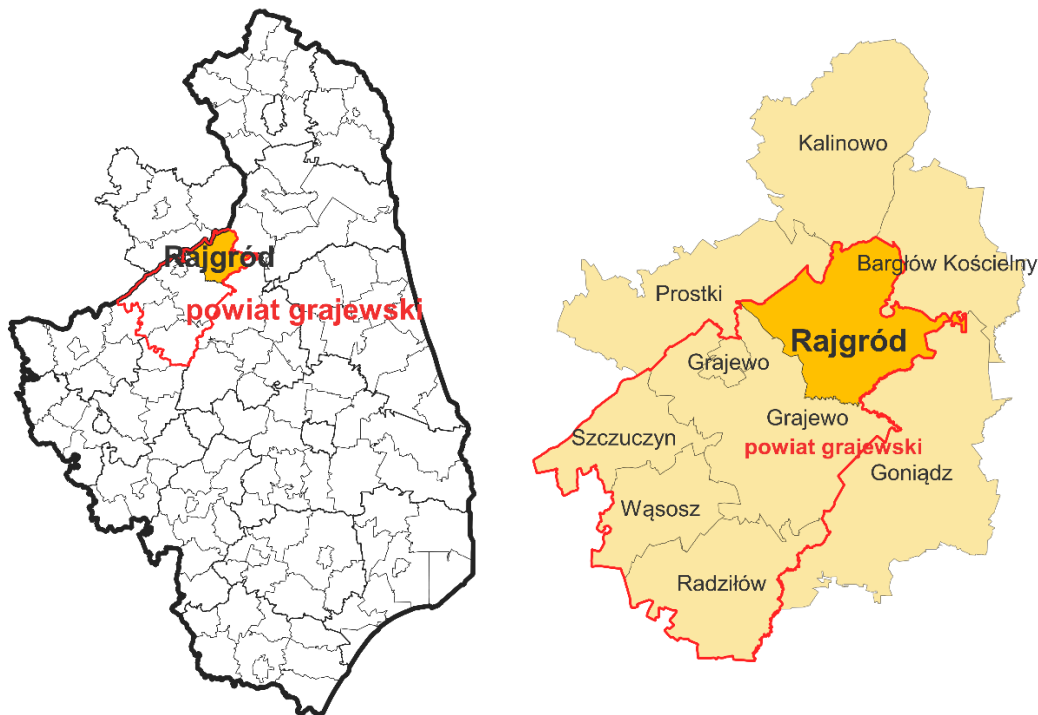 Rajgród
powiat grajewski
Kalinowo
Bargłów Kościelny
Prostki
Rajgród
Grajewo
Grajewo
Szczuczyn
powiat grajewski
Goniądz
Wąsosz
Radziłów